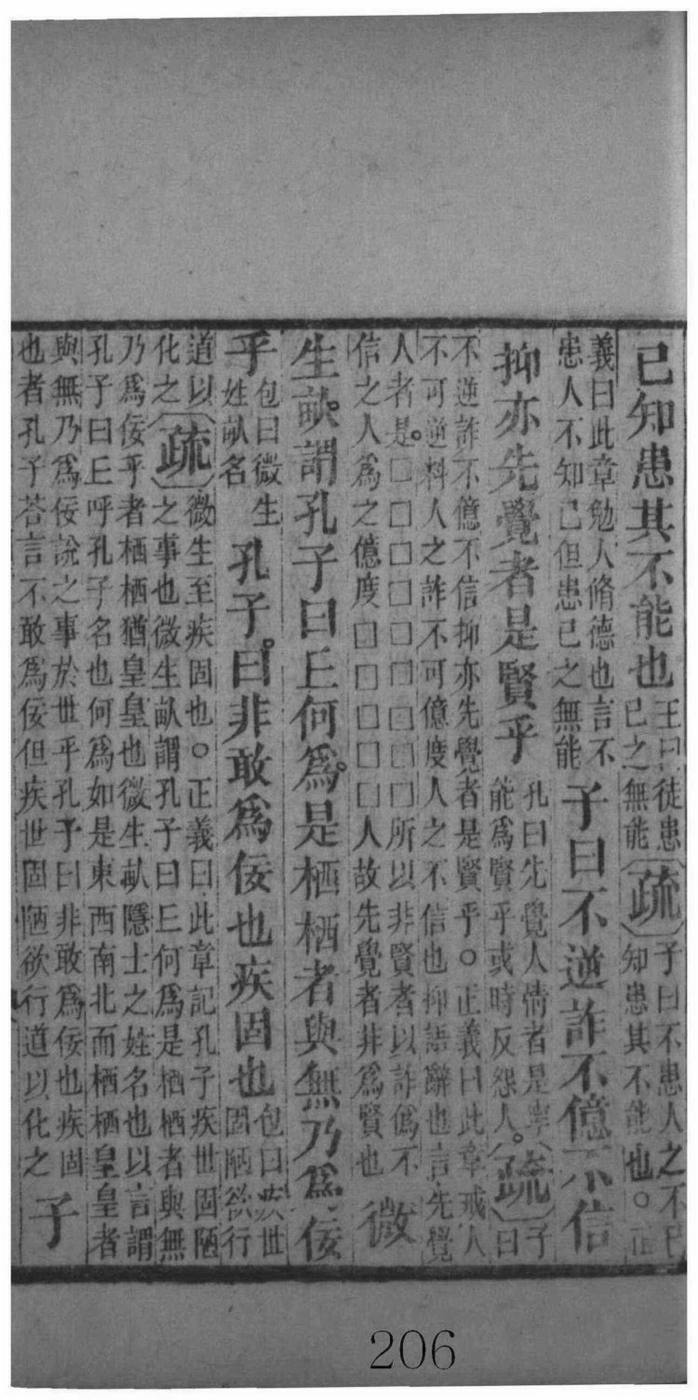 己知患其不能也王曰徒患己之無能疏子曰不患人之不己知患其不能也○正
義曰此章勉人脩德也言不患人不知己但患己之無能子曰不逆詐不億不信
抑亦先覺者是賢乎孔曰先覺人情者是寧能爲賢乎或時反怨人疏子曰
不逆詐不億不信抑亦先覺者是賢乎○正義曰此章戒人不可逆料人之詐不可億度人之不信也抑語辭也言先覺
人者是□□□□□□□□所以非賢者以詐僞不信之人爲之億度□□□□□□人故先覺者非爲賢也微
生畝謂孔子曰丘何爲是栖栖者與無乃爲佞
乎包曰微生姓畝名孔子曰非敢爲佞也疾固也包曰疾世固陋欲行
道以化之疏微生至疾固也○正義曰此章記孔子疾世固陋之事也微生畝謂孔子曰丘何爲是栖栖者與無
乃爲佞乎者栖栖猶皇皇也微生畝隱士之姓名也以言謂孔子曰丘呼孔子名也何爲如是東西南北而栖栖皇皇者
與無乃爲佞說之事於世乎孔子曰非敢爲佞也疾固也者孔子荅言不敢爲佞但疾世固陋欲行道以化之子
206